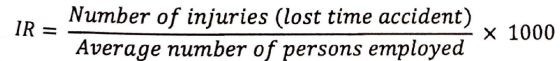 IR = Number of injuries (lost time accident) / Average number of persons employed × 1000